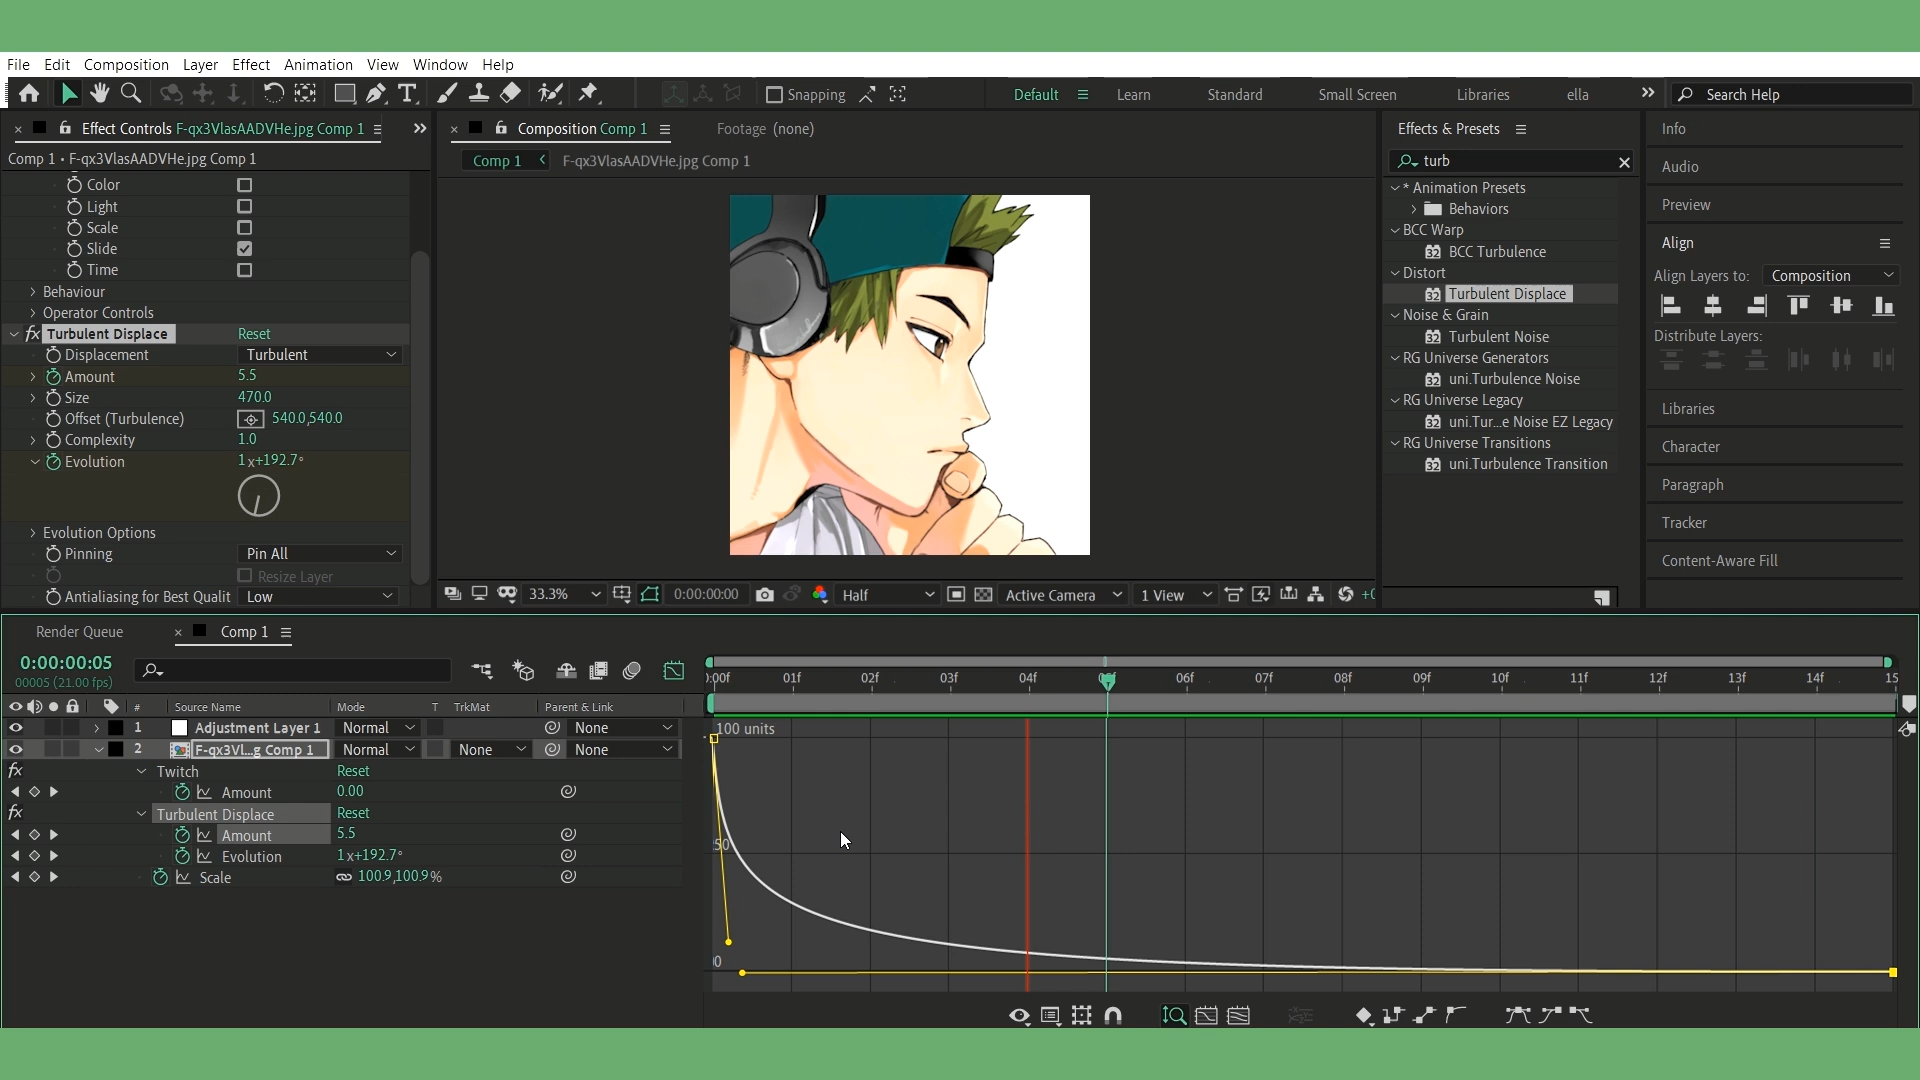 File Edit Composition Layer Effect Animation View Window Help
Snapping Default Learn Standard Small Screen Libraries ella Search Help
Effect Controls F-qx3VlasAADVHe.jpg Comp 1
Comp 1 • F-qx3VlasAADVHe.jpg Comp 1
Color
Light
Scale
Slide
Time
Behaviour
Operator Controls
fx Turbulent Displace Reset
Displacement Turbulent
Amount 5.5
Size 470.0
Offset (Turbulence) 540.0,540.0
Complexity 1.0
Evolution 1x+192.7°
Evolution Options
Pinning Pin All
Resize Layer
Antialiasing for Best Qualit Low
Composition Comp 1 Footage (none)
Comp 1 F-qx3VlasAADVHe.jpg Comp 1
33.3% 0:00:00:00 Half Active Camera 1 View +0
Effects & Presets
turb
* Animation Presets
Behaviors
BCC Warp
32 BCC Turbulence
Distort
32 Turbulent Displace
Noise & Grain
32 Turbulent Noise
RG Universe Generators
32 uni.Turbulence Noise
RG Universe Legacy
32 uni.Tur...e Noise EZ Legacy
RG Universe Transitions
32 uni.Turbulence Transition
Info
Audio
Preview
Align
Align Layers to: Composition
Distribute Layers:
Libraries
Character
Paragraph
Tracker
Content-Aware Fill
Render Queue Comp 1
0:00:00:05
00005 (21.00 fps)
# Source Name Mode T TrkMat Parent & Link
1 Adjustment Layer 1 Normal None
2 F-qx3Vl...g Comp 1 Normal None None
fx Twitch Reset
Amount 0.00
fx Turbulent Displace Reset
Amount 5.5
Evolution 1x+192.7°
Scale 100.9,100.9%
):00f 01f 02f 03f 04f 06f 07f 08f 09f 10f 11f 12f 13f 14f 15
100 units
50
0